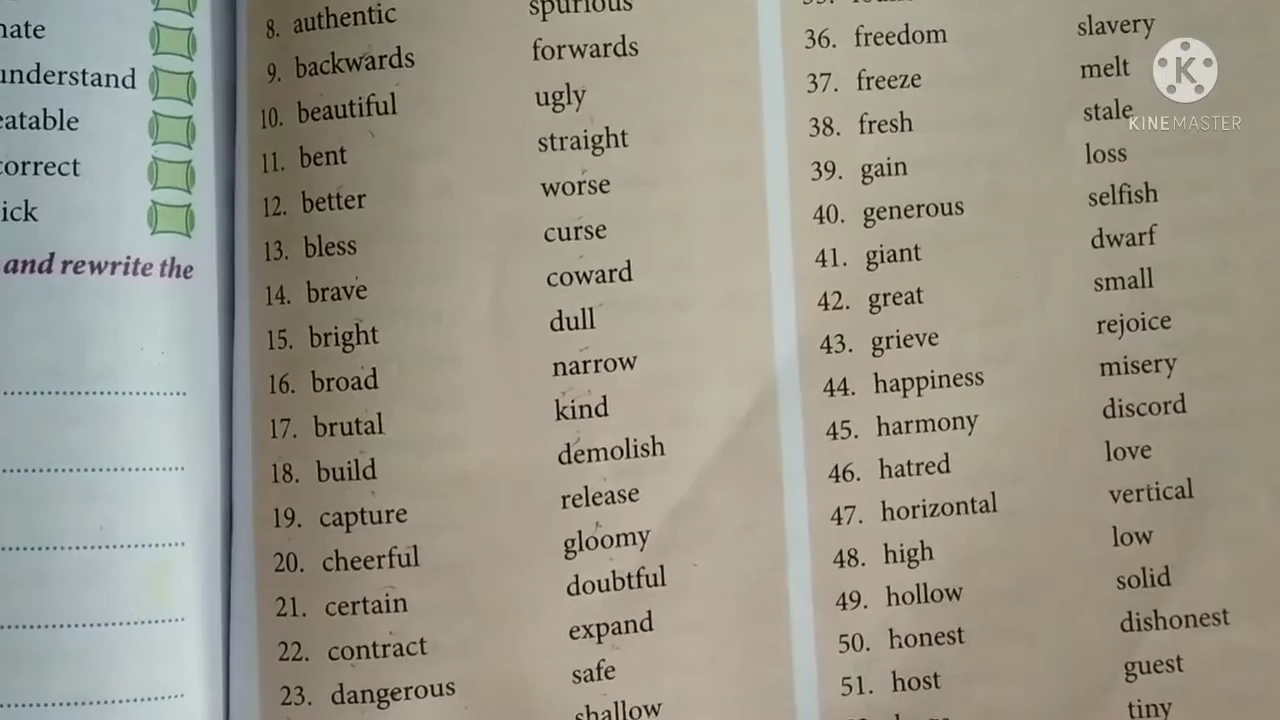 nate
understand
eatable
correct
ick
and rewrite the
8. authentic spurious
9. backwards forwards
10. beautiful ugly
11. bent straight
12. better worse
13. bless curse
14. brave coward
15. bright dull
16. broad narrow
17. brutal kind
18. build demolish
19. capture release
20. cheerful gloomy
21. certain doubtful
22. contract expand
23. dangerous safe
shallow
36. freedom slavery
37. freeze melt
38. fresh stale
39. gain loss
40. generous selfish
41. giant dwarf
42. great small
43. grieve rejoice
44. happiness misery
45. harmony discord
46. hatred love
47. horizontal vertical
48. high low
49. hollow solid
50. honest dishonest
51. host guest
tiny
K
KINEMASTER